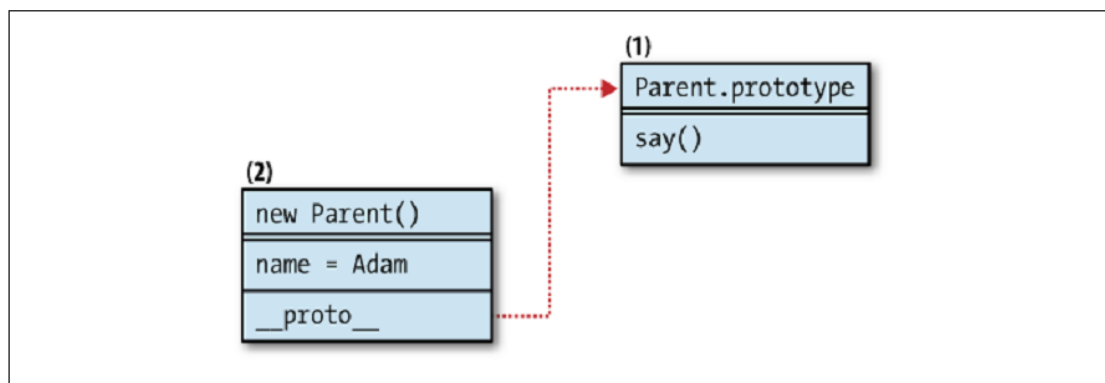 (1)
Parent.prototype
say()
(2)
new Parent()
name = Adam
__proto__